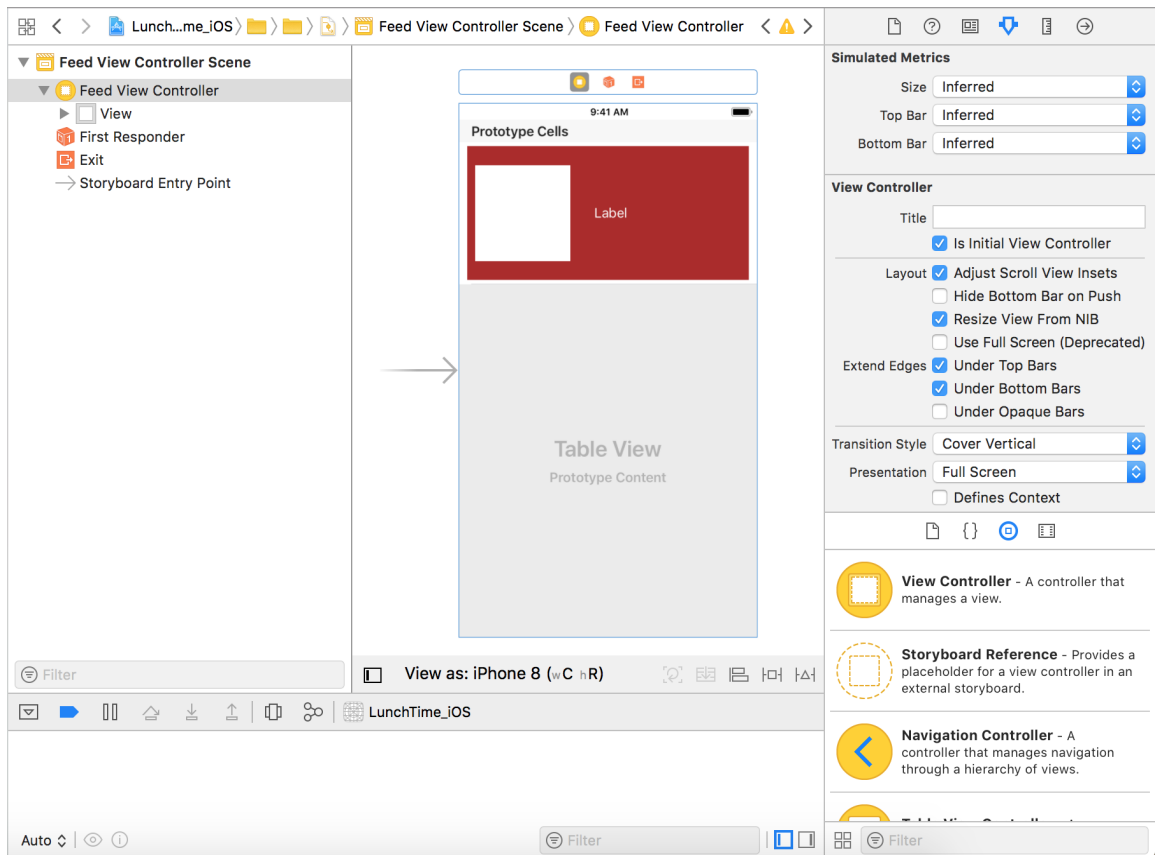 Lunch...me_iOS
Feed View Controller Scene
Feed View Controller
Feed View Controller Scene
Feed View Controller
View
First Responder
Exit
Storyboard Entry Point
Filter
9:41 AM
Prototype Cells
Label
Table View
Prototype Content
View as: iPhone 8 (wC hR)
LunchTime_iOS
Auto
Filter
Simulated Metrics
Size Inferred
Top Bar Inferred
Bottom Bar Inferred
View Controller
Title
Is Initial View Controller
Layout Adjust Scroll View Insets
Hide Bottom Bar on Push
Resize View From NIB
Use Full Screen (Deprecated)
Extend Edges Under Top Bars
Under Bottom Bars
Under Opaque Bars
Transition Style Cover Vertical
Presentation Full Screen
Defines Context
{}
View Controller - A controller that
manages a view.
Storyboard Reference - Provides a
placeholder for a view controller in an
external storyboard.
Navigation Controller - A
controller that manages navigation
through a hierarchy of views.
Table View Controller
Filter